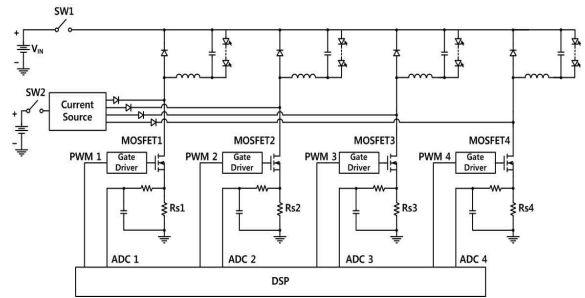 SW1
+
V_IN
−
SW2
+
−
Current
Source
MOSFET1
MOSFET2
MOSFET3
MOSFET4
PWM 1
Gate
Driver
PWM 2
Gate
Driver
PWM 3
Gate
Driver
PWM 4
Gate
Driver
Rs1
Rs2
Rs3
Rs4
ADC 1
ADC 2
ADC 3
ADC 4
DSP